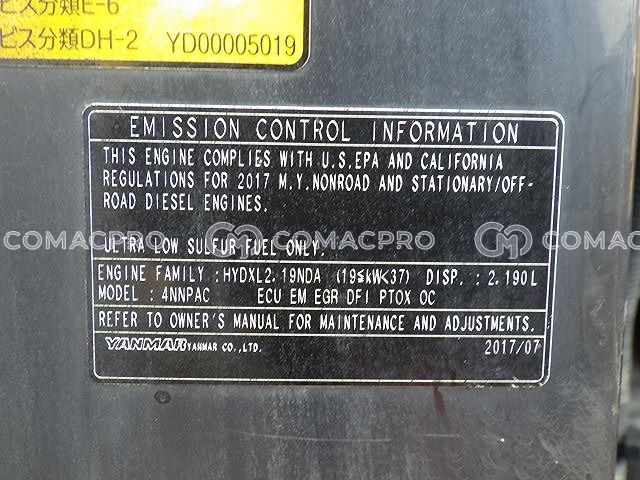 ビス分類E-6
ビス分類DH-2 YD00005019
EMISSION CONTROL INFORMATION
THIS ENGINE COMPLIES WITH U.S.EPA AND CALIFORNIA
REGULATIONS FOR 2017 M.Y.NONROAD AND STATIONARY/OFF-
ROAD DIESEL ENGINES.
ULTRA LOW SULFUR FUEL ONLY.
COMACPRO COMACPRO
ENGINE FAMILY :HYDXL2.19NDA (19≦kW<37) DISP. : 2.190L
MODEL : 4NNPAC ECU EM EGR DFI PTOX OC
REFER TO OWNER'S MANUAL FOR MAINTENANCE AND ADJUSTMENTS.
YANMAR YANMAR CO.,LTD. 2017/07